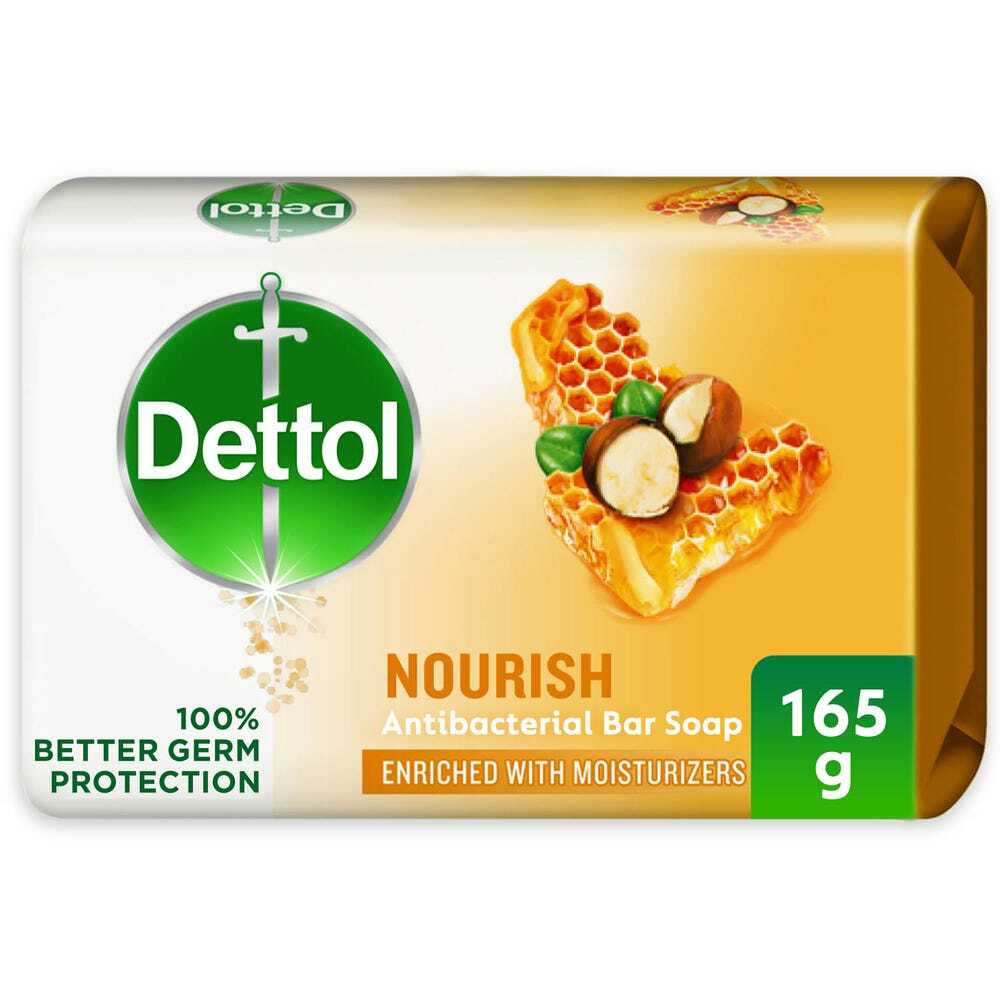 Dettol
Dettol
100%
BETTER GERM
PROTECTION
NOURISH
Antibacterial Bar Soap
ENRICHED WITH MOISTURIZERS
165
g